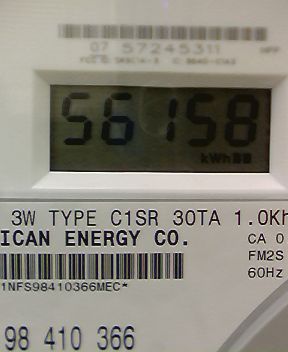 07 57245311
56158
kWh
3W TYPE C1SR 30TA 1.0Kh
ICAN ENERGY CO.
CA 0
FM2S
60Hz
1NFS98410366MEC*
98 410 366